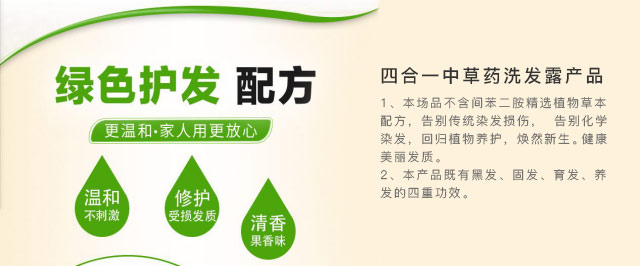 绿色护发 配方
更温和·家人用更放心
温和
不刺激
修护
受损发质
清香
果香味
四合一中草药洗发露产品
1、本场品不含间苯二胺精选植物草本
配方，告别传统染发损伤， 告别化学
染发，回归植物养护，焕然新生。健康
美丽发质。
2、本产品既有黑发、固发、育发、养
发的四重功效。